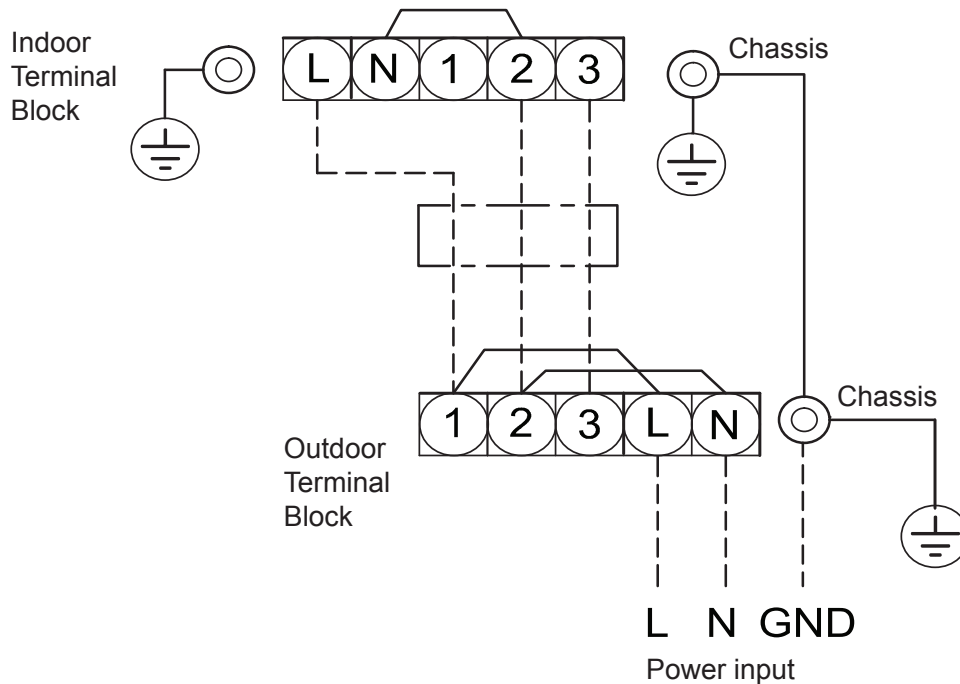 Indoor
Terminal
Block
L N 1 2 3
Chassis
Chassis
1 2 3 L N
Outdoor
Terminal
Block
L N GND
Power input